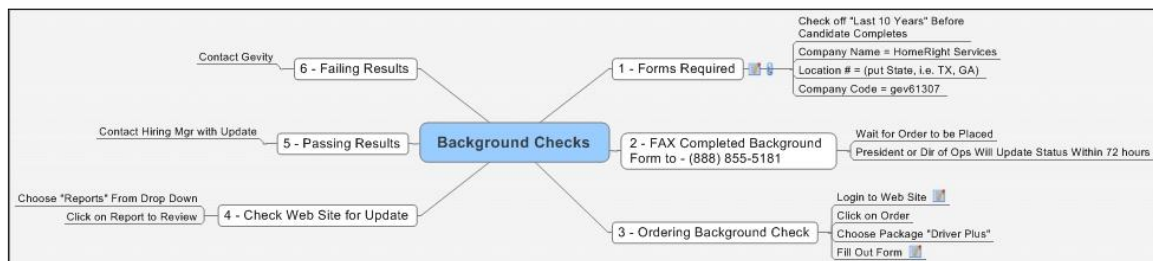 Background Checks
1 - Forms Required
Check off "Last 10 Years" Before
Candidate Completes
Company Name = HomeRight Services
Location # = (put State, i.e. TX, GA)
Company Code = gev61307
2 - FAX Completed Background
Form to - (888) 855-5181
Wait for Order to be Placed
President or Dir of Ops Will Update Status Within 72 hours
3 - Ordering Background Check
Login to Web Site
Click on Order
Choose Package "Driver Plus"
Fill Out Form
4 - Check Web Site for Update
Choose "Reports" From Drop Down
Click on Report to Review
5 - Passing Results
Contact Hiring Mgr with Update
6 - Failing Results
Contact Gevity